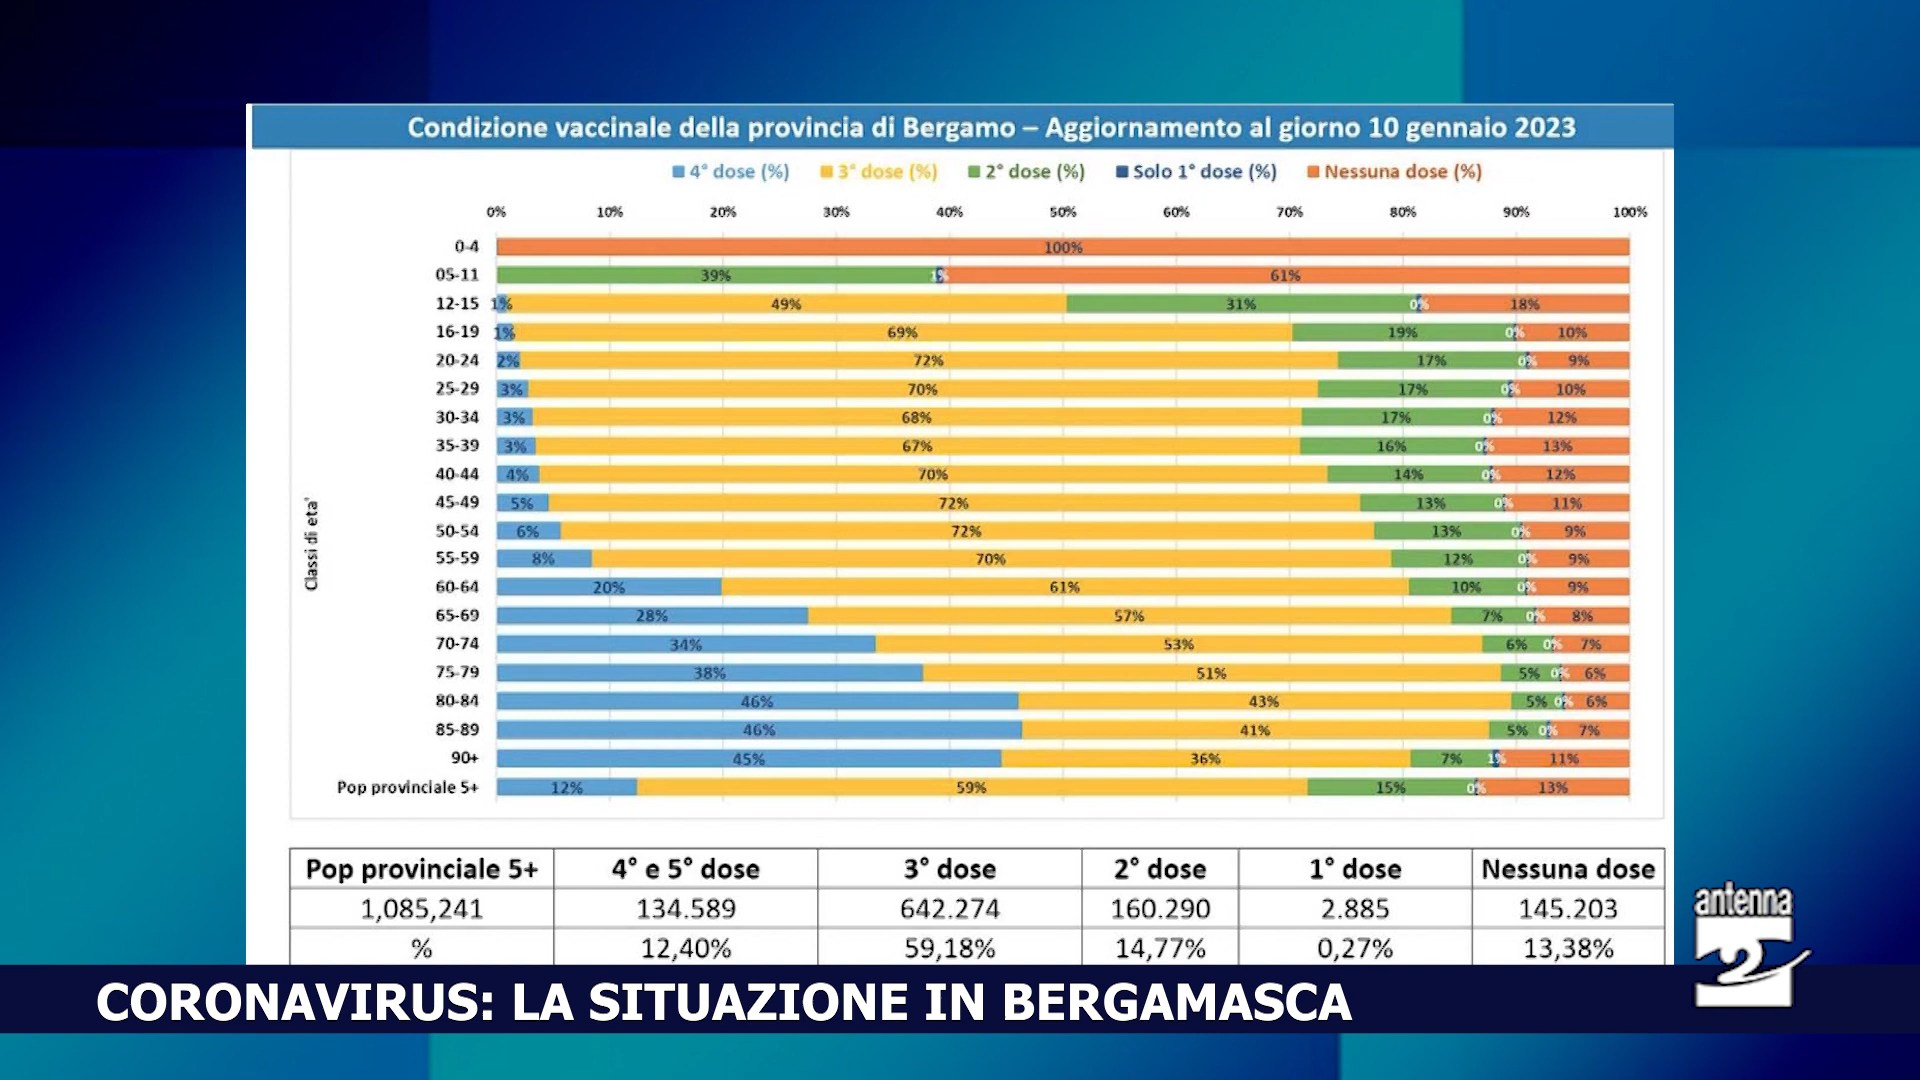 Condizione vaccinale della provincia di Bergamo – Aggiornamento al giorno 10 gennaio 2023
4° dose (%) 3° dose (%) 2° dose (%) Solo 1° dose (%) Nessuna dose (%)
0% 10% 20% 30% 40% 50% 60% 70% 80% 90% 100%
Classi di eta'
0-4 100%
05-11 39% 1% 61%
12-15 1% 49% 31% 0% 18%
16-19 1% 69% 19% 0% 10%
20-24 2% 72% 17% 0% 9%
25-29 3% 70% 17% 0% 10%
30-34 3% 68% 17% 0% 12%
35-39 3% 67% 16% 0% 13%
40-44 4% 70% 14% 0% 12%
45-49 5% 72% 13% 0% 11%
50-54 6% 72% 13% 0% 9%
55-59 8% 70% 12% 0% 9%
60-64 20% 61% 10% 0% 9%
65-69 28% 57% 7% 0% 8%
70-74 34% 53% 6% 0% 7%
75-79 38% 51% 5% 0% 6%
80-84 46% 43% 5% 0% 6%
85-89 46% 41% 5% 0% 7%
90+ 45% 36% 7% 1% 11%
Pop provinciale 5+ 12% 59% 15% 0% 13%
Pop provinciale 5+ 4° e 5° dose 3° dose 2° dose 1° dose Nessuna dose
1,085,241 134.589 642.274 160.290 2.885 145.203
% 12,40% 59,18% 14,77% 0,27% 13,38%
antenna
2
CORONAVIRUS: LA SITUAZIONE IN BERGAMASCA